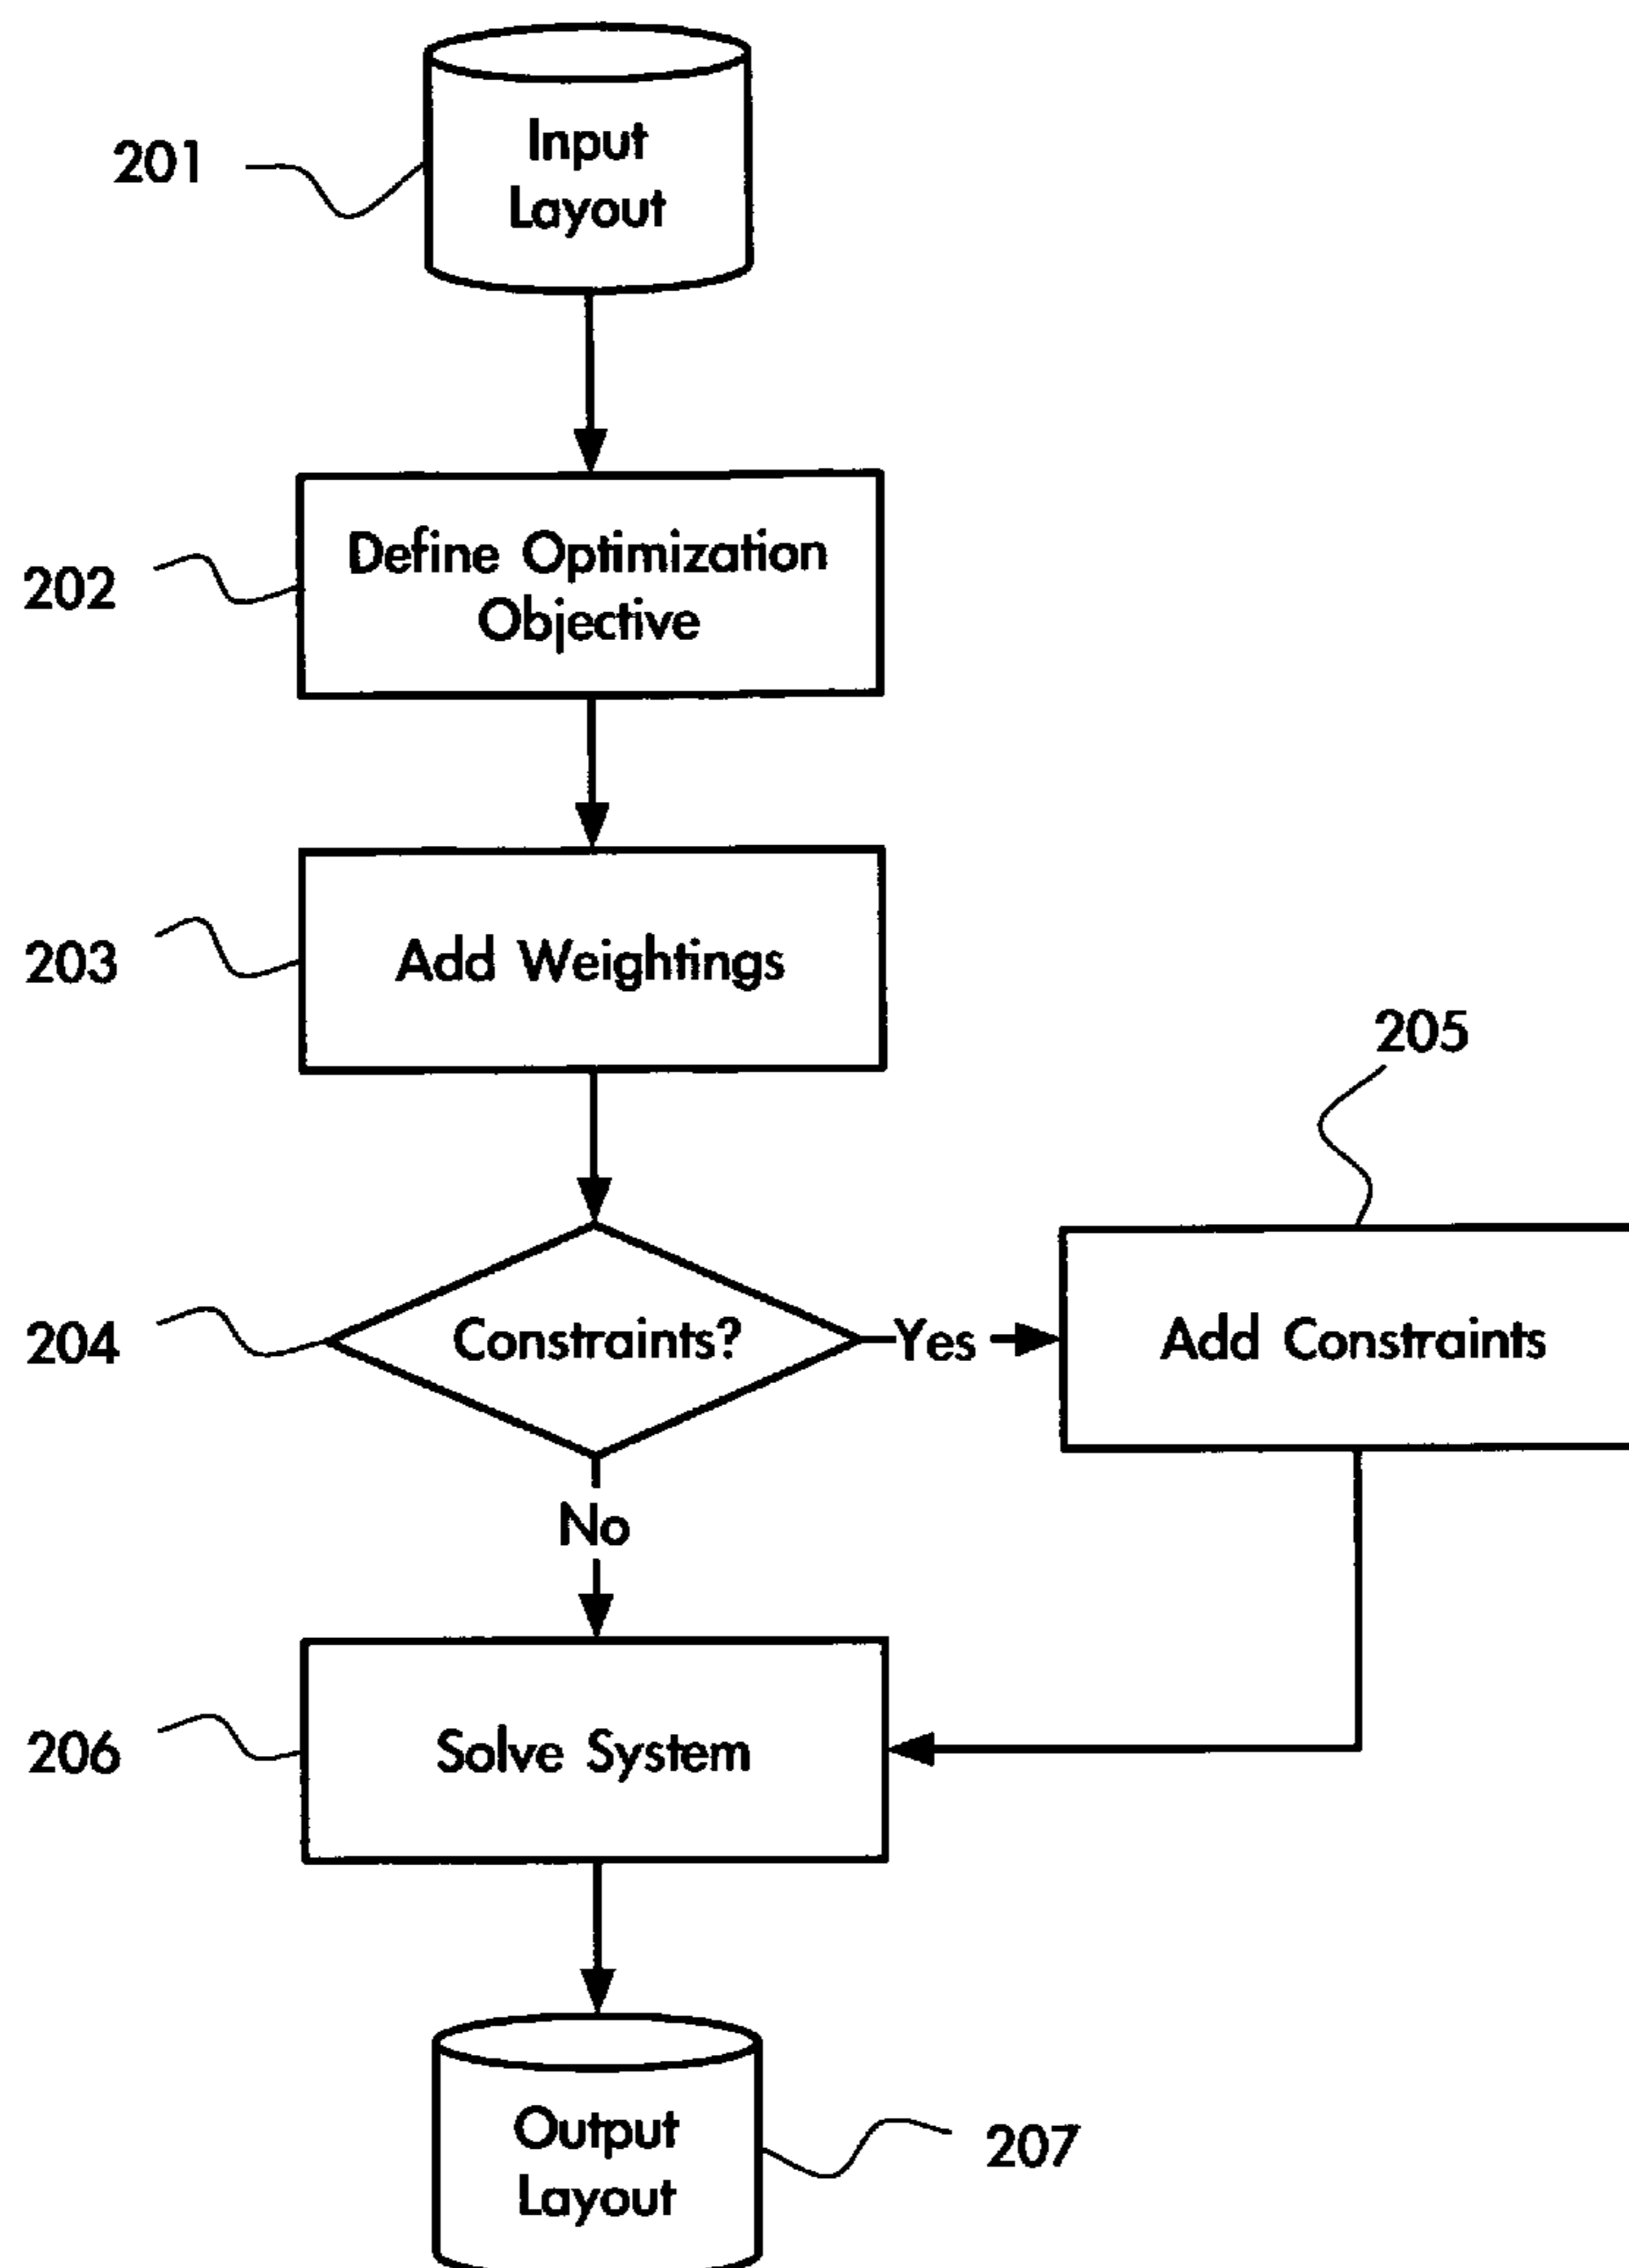 201
Input
Layout
202
Define Optimization
Objective
203
Add Weightings
205
204
Constraints?
Yes
Add Constraints
No
206
Solve System
Output
Layout
207